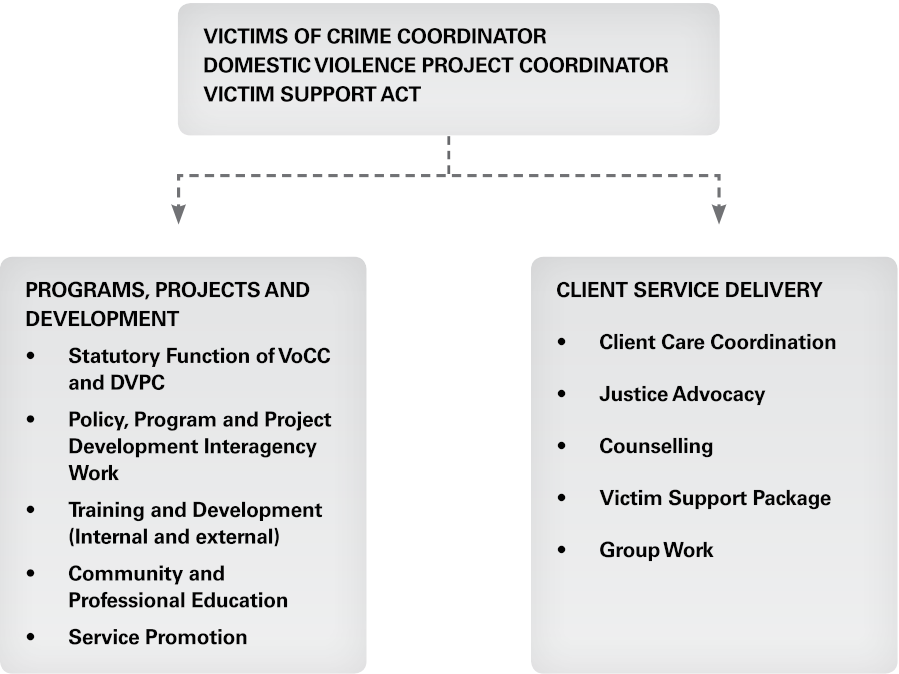 VICTIMS OF CRIME COORDINATOR
DOMESTIC VIOLENCE PROJECT COORDINATOR
VICTIM SUPPORT ACT
PROGRAMS, PROJECTS AND
DEVELOPMENT
• Statutory Function of VoCC
and DVPC
• Policy, Program and Project
Development Interagency
Work
• Training and Development
(Internal and external)
• Community and
Professional Education
• Service Promotion
CLIENT SERVICE DELIVERY
• Client Care Coordination
• Justice Advocacy
• Counselling
• Victim Support Package
• Group Work